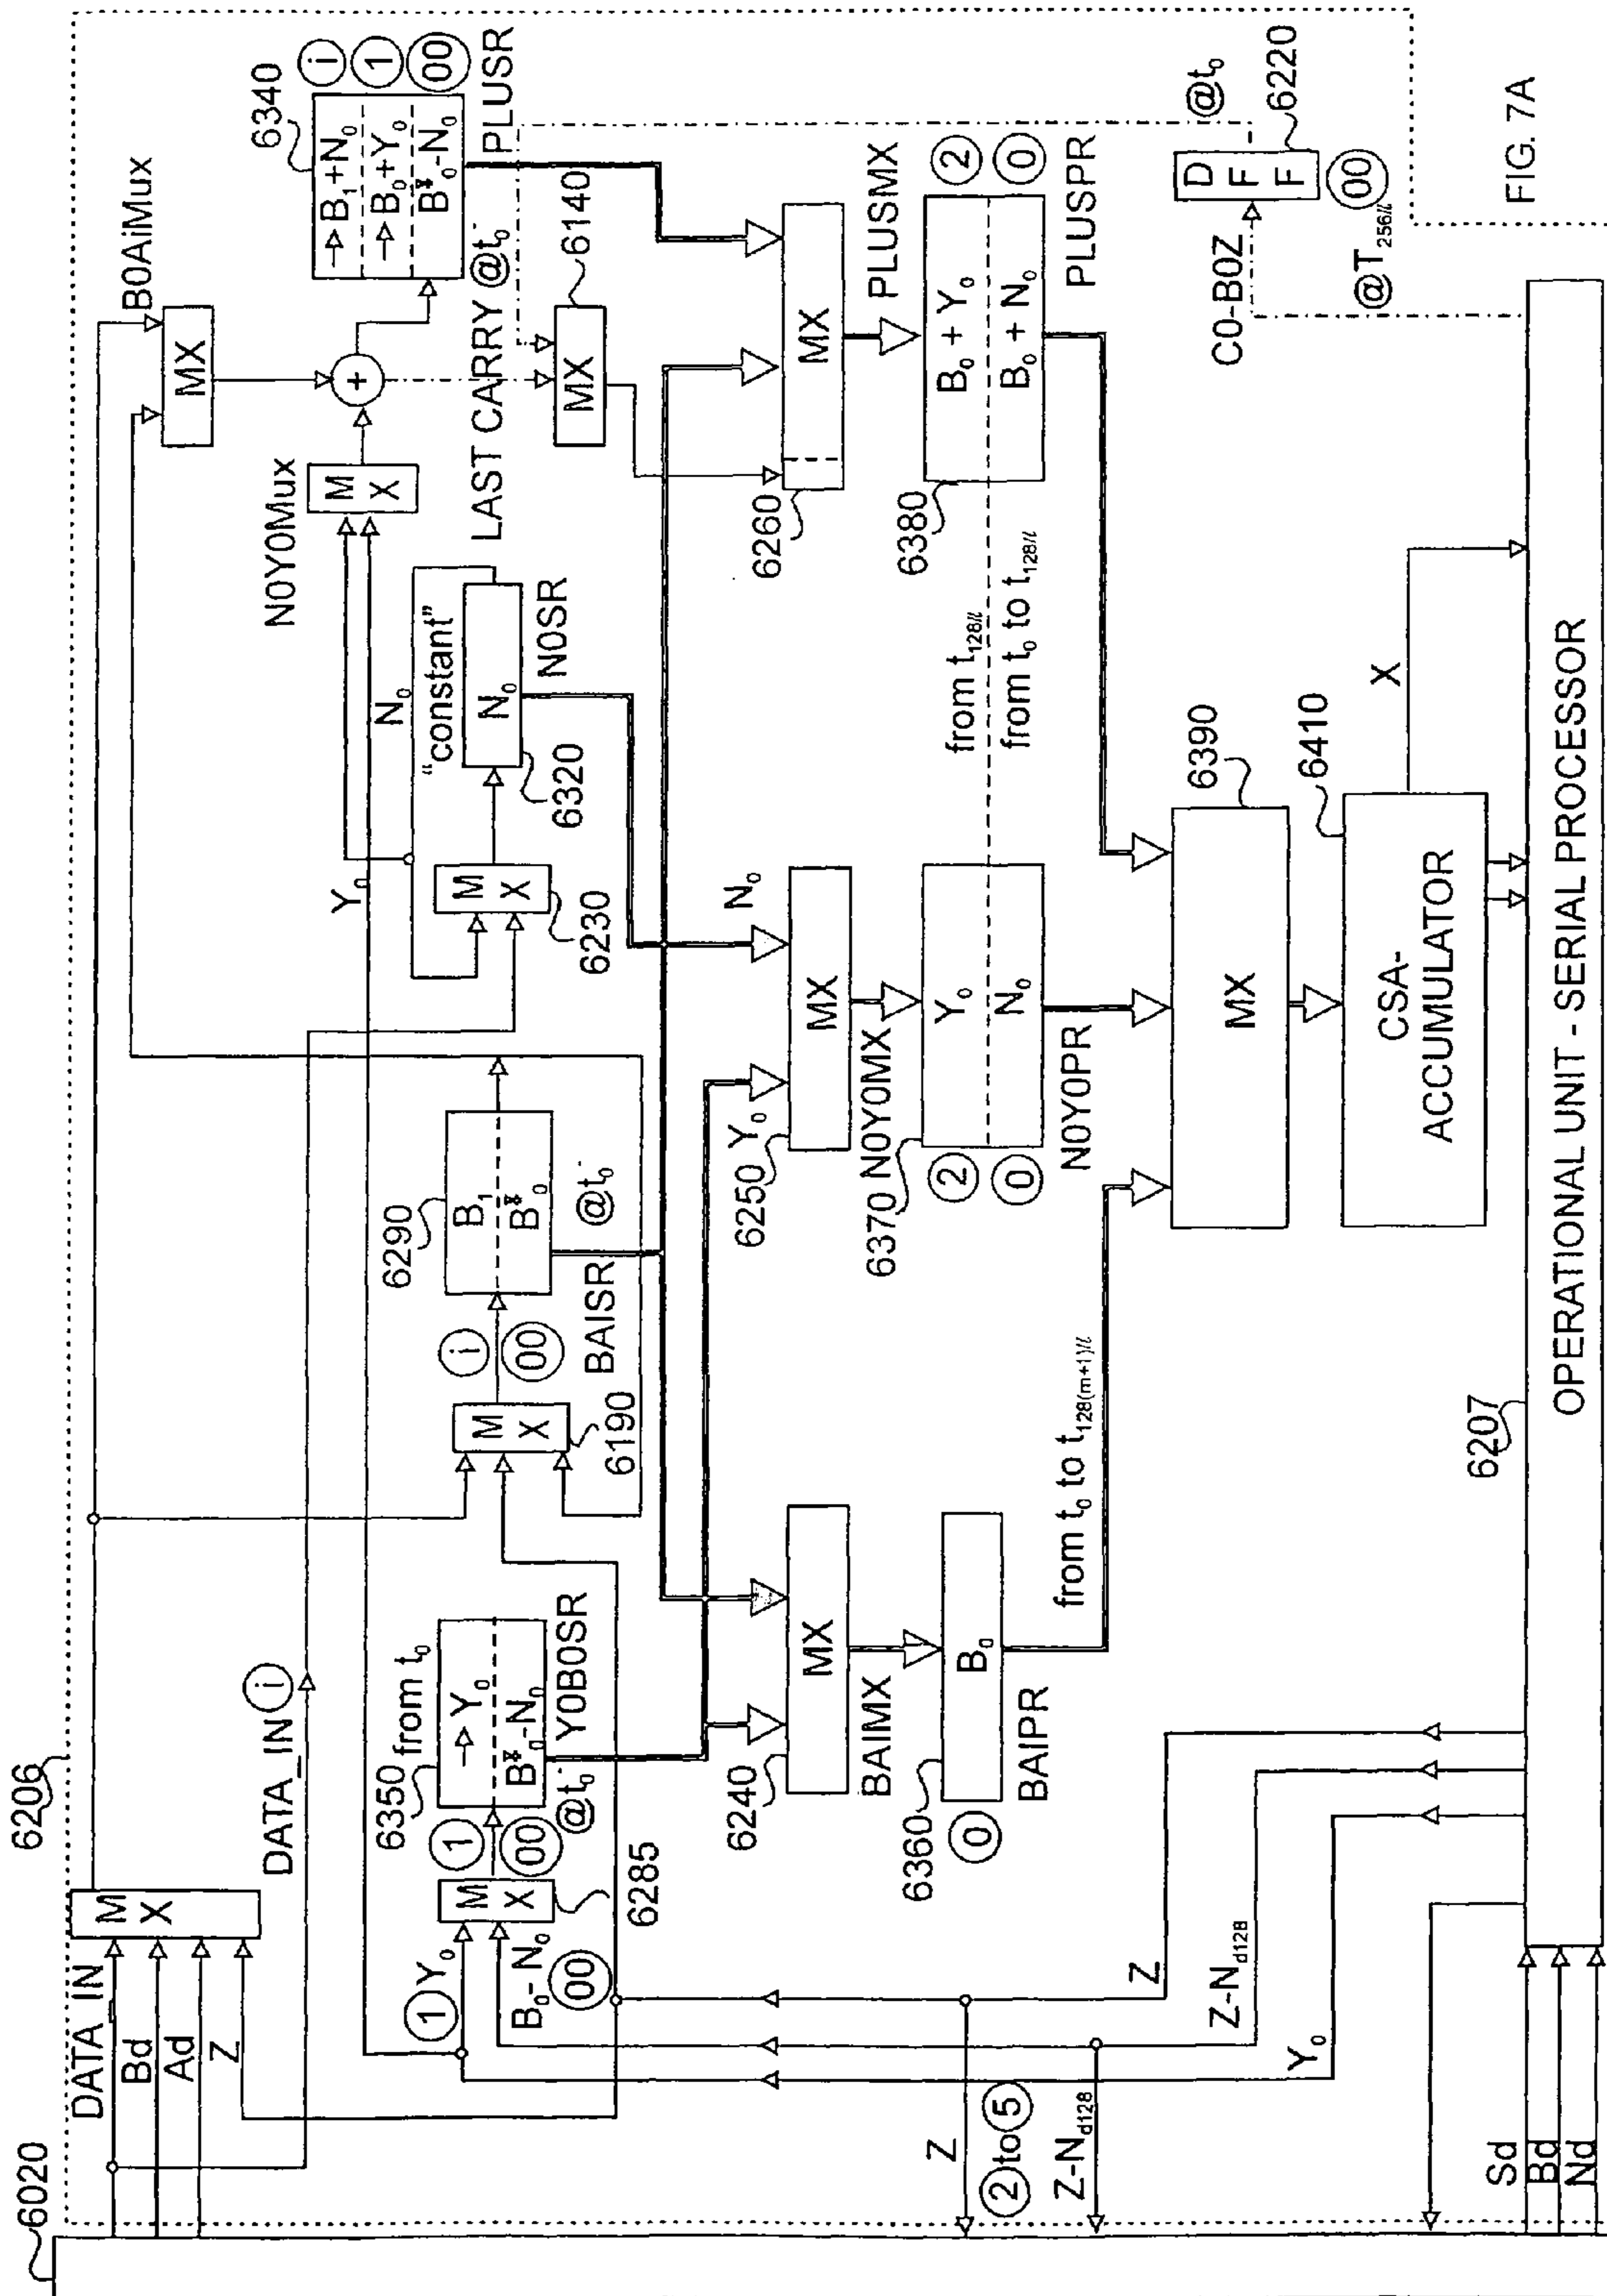 6020
6206
DATA_IN
Bd
Ad
Z
M
X
DATA_IN
i
B0AiMux
MX
6340
→ B₁+N₀
→ B₀+Y₀
B*₀-N₀
i
1
00
PLUSR
N0Y0Mux
M
X
+
LAST CARRY @t₀
6140
MX
Y₀
N₀
"constant"
N₀
N0SR
6320
M
X
6230
6290
B₁
B*₀
@t₀
BAISR
i
00
M
X
6190
6350
from t₀
→ Y₀
B*₀-N₀
Y0B0SR
@t₀
1
00
M
X
6285
1
Y₀
B₀-N₀
00
6240
MX
BAIMX
6360
0
B₀
BAIPR
from t₀ to t128(m+1)/ℓ
Y₀
N₀
6250
MX
N0Y0MX
6370
2
0
Y₀
N₀
N0Y0PR
6260
MX
PLUSMX
6380
B₀ + Y₀
B₀ + N₀
2
0
PLUSPR
from t128/ℓ
from t₀ to t128/ℓ
@t₀
D
F
F
6220
00
C0-B0Z
@T256/ℓ
6390
MX
6410
CSA-
ACCUMULATOR
X
Z
2 to 5
Z-Nd128
Z
Z-Nd128
Y₀
Sd
Bd
Nd
6207
OPERATIONAL UNIT - SERIAL PROCESSOR
FIG. 7A